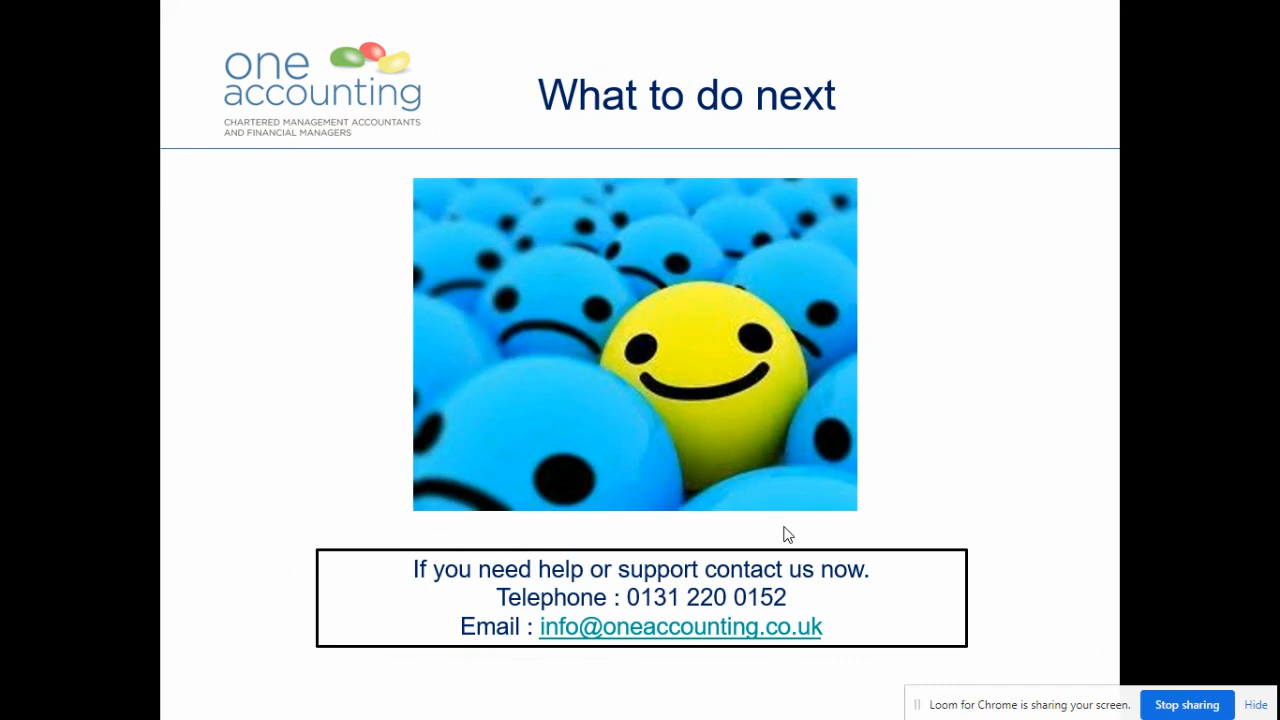 one
accounting
CHARTERED MANAGEMENT ACCOUNTANTS
AND FINANCIAL MANAGERS
What to do next
If you need help or support contact us now.
Telephone : 0131 220 0152
Email : info@oneaccounting.co.uk
Loom for Chrome is sharing your screen.
Stop sharing
Hide